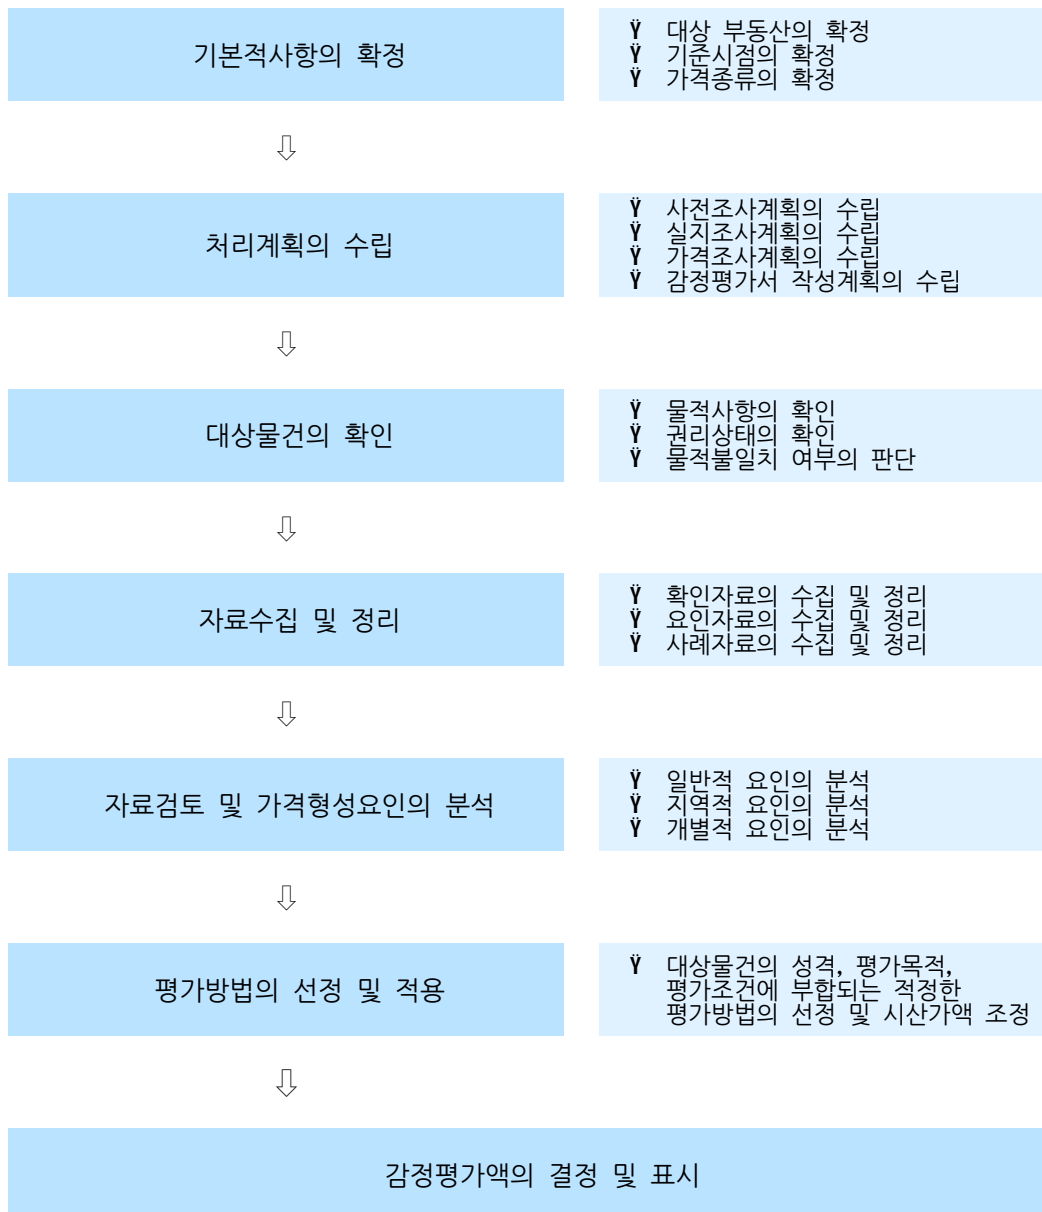 기본적사항의 확정
Ÿ 대상 부동산의 확정
Ÿ 기준시점의 확정
Ÿ 가격종류의 확정
⇩
처리계획의 수립
Ÿ 사전조사계획의 수립
Ÿ 실지조사계획의 수립
Ÿ 가격조사계획의 수립
Ÿ 감정평가서 작성계획의 수립
⇩
대상물건의 확인
Ÿ 물적사항의 확인
Ÿ 권리상태의 확인
Ÿ 물적불일치 여부의 판단
⇩
자료수집 및 정리
Ÿ 확인자료의 수집 및 정리
Ÿ 요인자료의 수집 및 정리
Ÿ 사례자료의 수집 및 정리
⇩
자료검토 및 가격형성요인의 분석
Ÿ 일반적 요인의 분석
Ÿ 지역적 요인의 분석
Ÿ 개별적 요인의 분석
⇩
평가방법의 선정 및 적용
Ÿ 대상물건의 성격, 평가목적,
평가조건에 부합되는 적정한
평가방법의 선정 및 시산가액 조정
⇩
감정평가액의 결정 및 표시